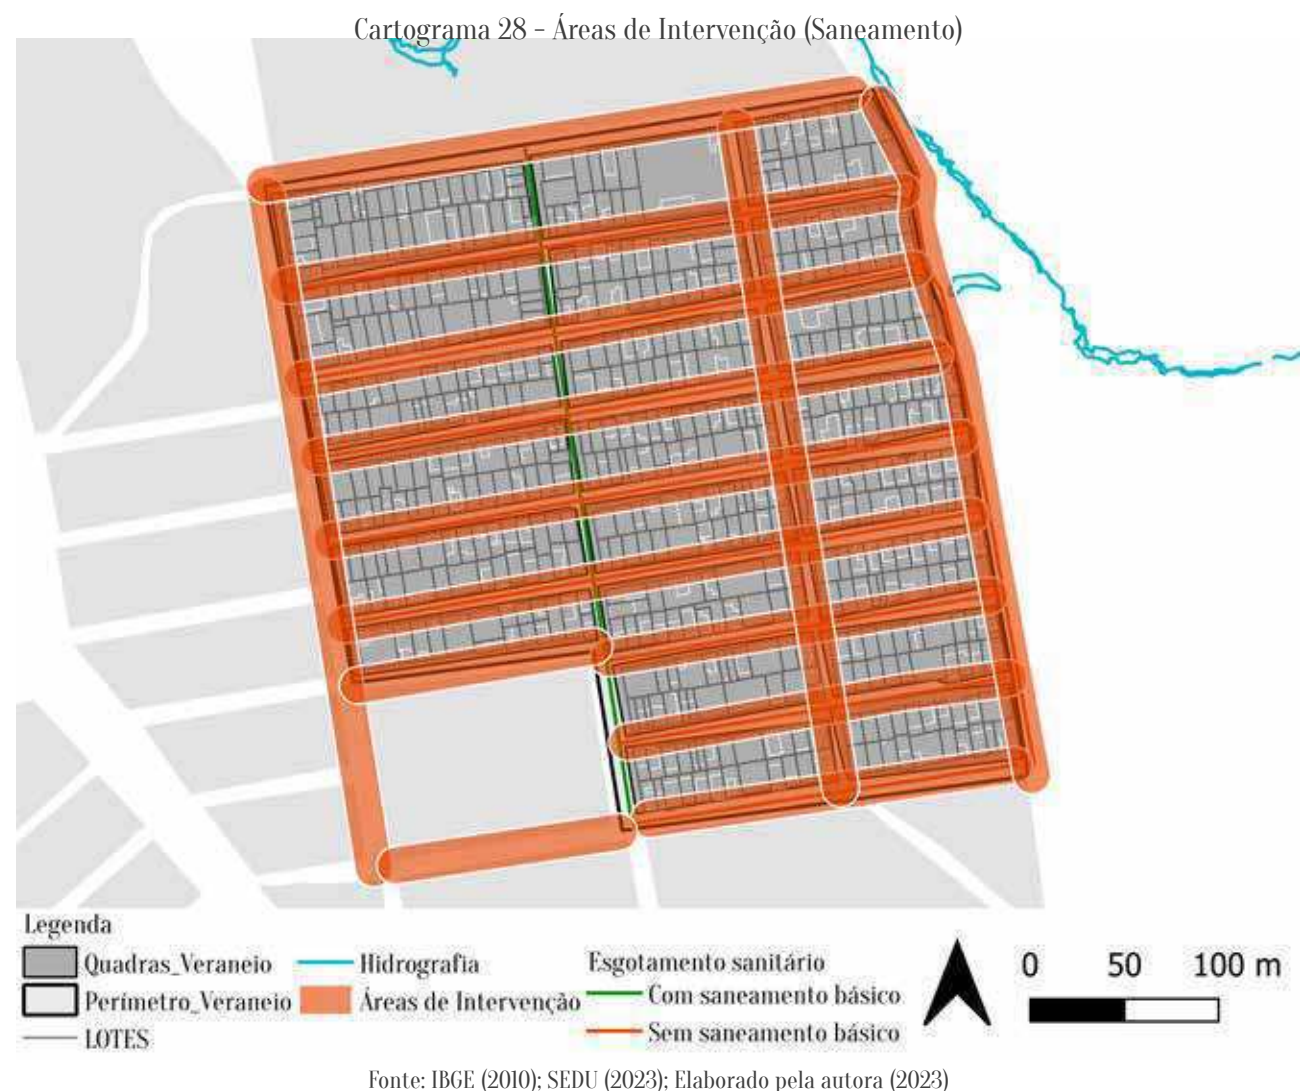 Cartograma 28 - Áreas de Intervenção (Saneamento)
Legenda
Quadras_Veraneio
Perímetro_Veraneio
LOTES
Hidrografia
Áreas de Intervenção
Esgotamento sanitário
Com saneamento básico
Sem saneamento básico
0 50 100 m
Fonte: IBGE (2010); SEDU (2023); Elaborado pela autora (2023)